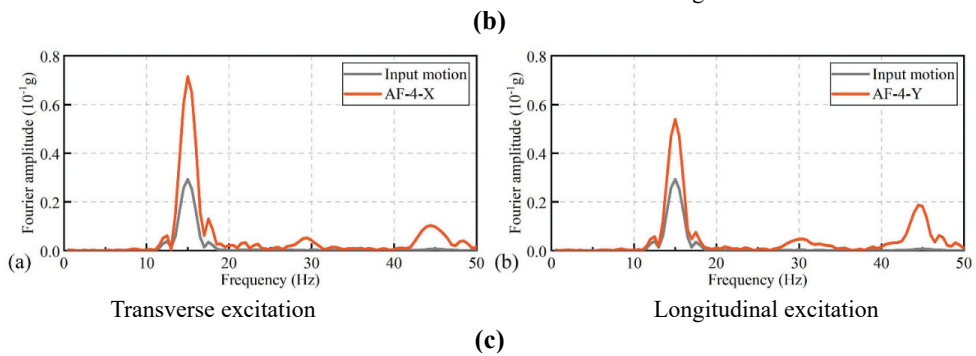 (b)
0.8
0.6
0.4
0.2
0.0
Fourier amplitude (10⁻¹g)
Input motion
AF-4-X
0 10 20 30 40 50
Frequency (Hz)
(a)
Transverse excitation
0.8
0.6
0.4
0.2
0.0
Fourier amplitude (10⁻¹g)
Input motion
AF-4-Y
0 10 20 30 40 50
Frequency (Hz)
(b)
Longitudinal excitation
(c)